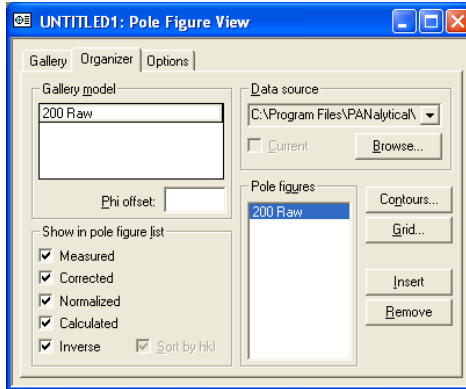 UNTITLED1: Pole Figure View
Gallery Organizer Options
Gallery model
200 Raw
Phi offset:
Show in pole figure list
Measured
Corrected
Normalized
Calculated
Inverse Sort by hkl
Data source
C:\Program Files\PANalytical\
Current Browse...
Pole figures
200 Raw
Contours...
Grid...
Insert
Remove